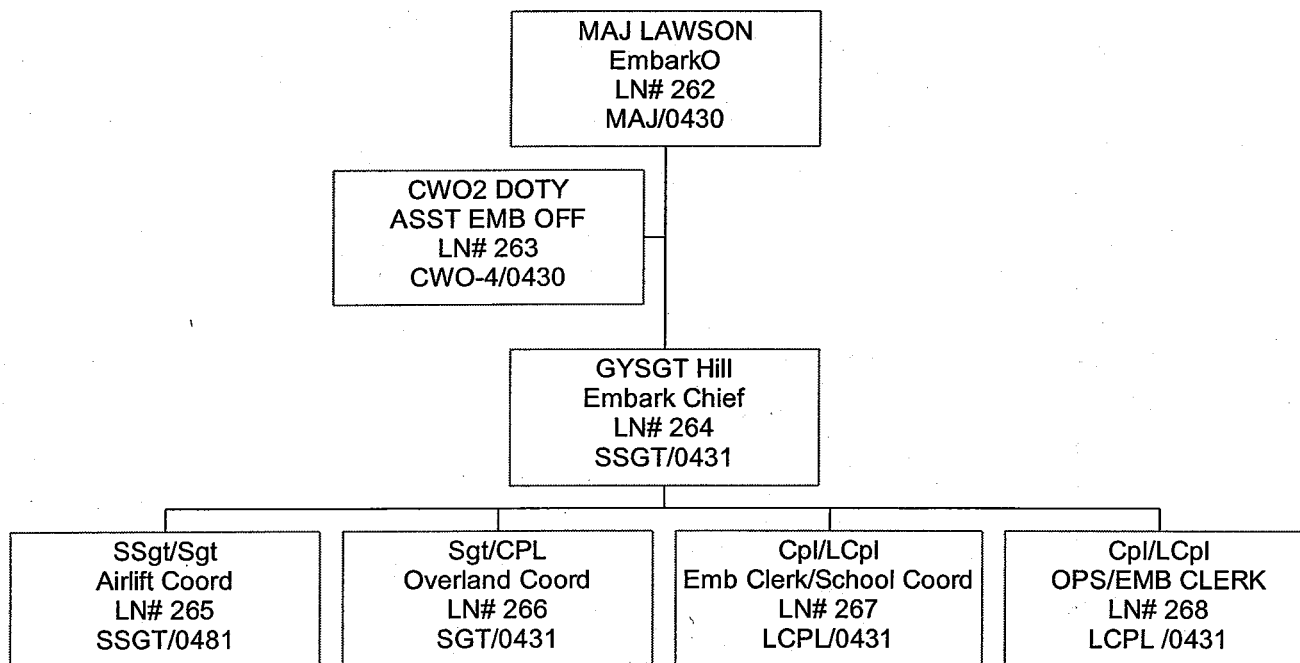 MAJ LAWSON
EmbarkO
LN# 262
MAJ/0430
CWO2 DOTY
ASST EMB OFF
LN# 263
CWO-4/0430
GYSGT Hill
Embark Chief
LN# 264
SSGT/0431
SSgt/Sgt
Airlift Coord
LN# 265
SSGT/0481
Sgt/CPL
Overland Coord
LN# 266
SGT/0431
Cpl/LCpl
Emb Clerk/School Coord
LN# 267
LCPL/0431
Cpl/LCpl
OPS/EMB CLERK
LN# 268
LCPL /0431